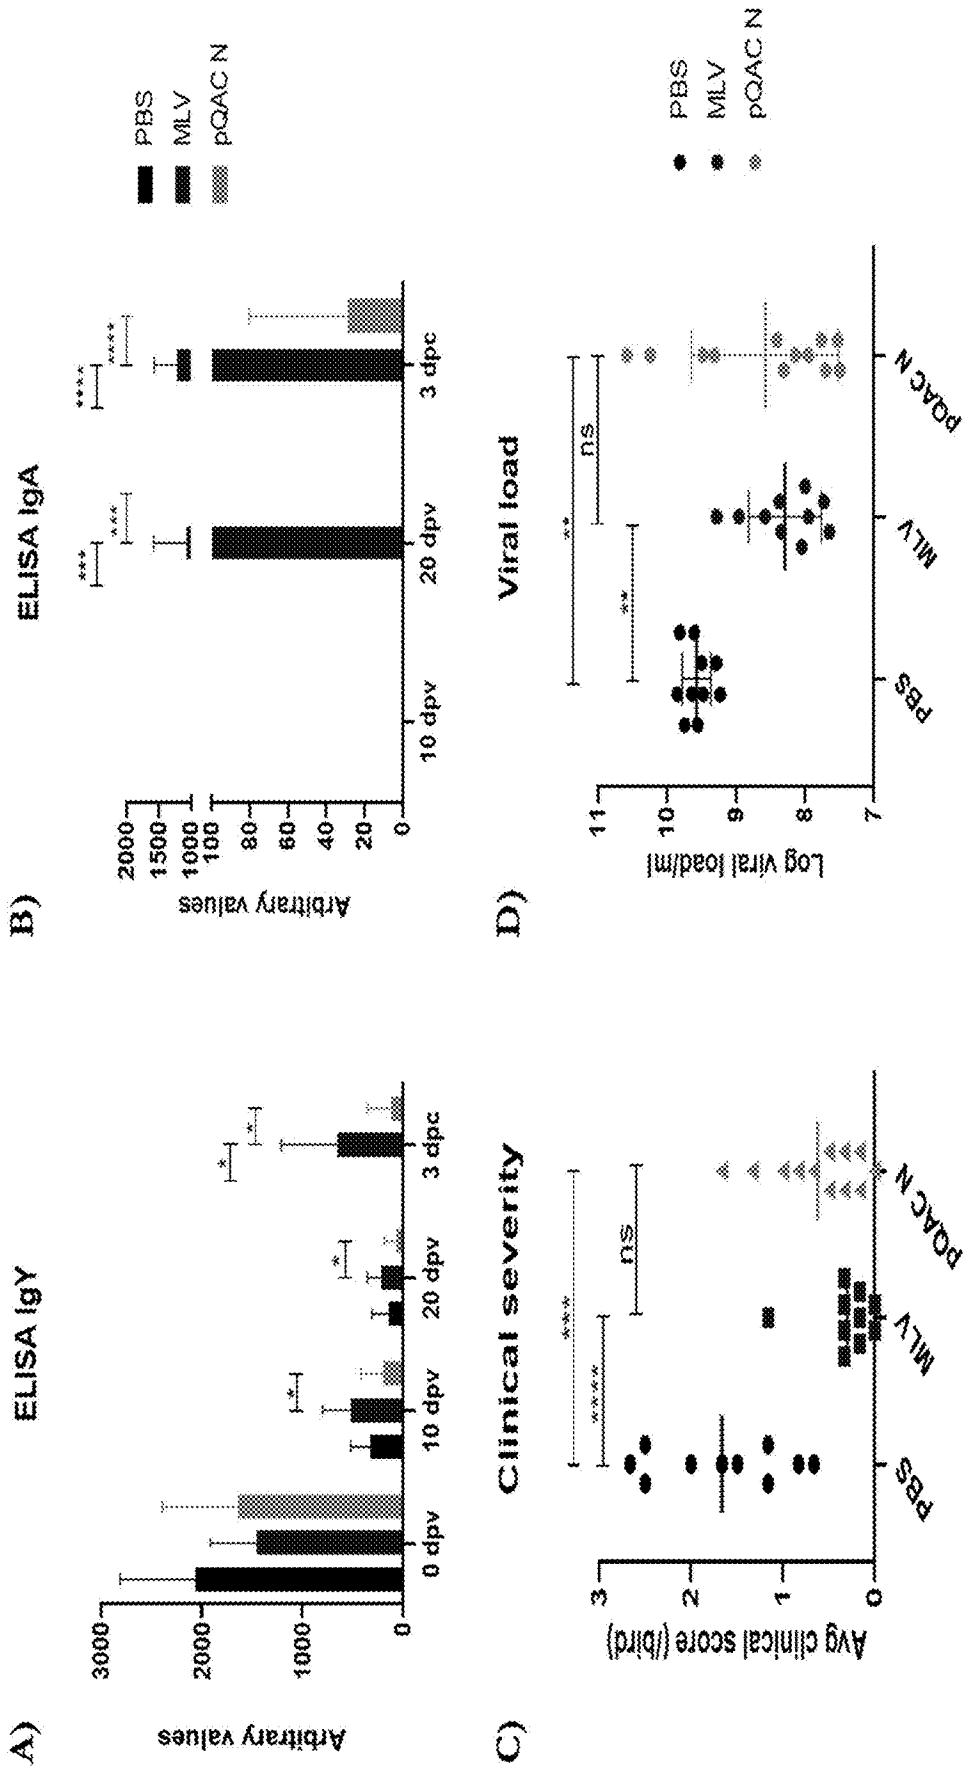 A)
ELISA IgY
Arbitrary values
3000
2000
1000
0
*
*
*
*
0 dpv
10 dpv
20 dpv
3 dpc
B)
ELISA IgA
Arbitrary values
2000
1500
1000
100
80
60
40
20
0
***
***
****
****
10 dpv
20 dpv
3 dpc
PBS
MLV
pQAC N
C)
Clinical severity
Avg clinical score (/bird)
3
2
1
0
***
****
ns
PBS
MLV
pQAC N
D)
Viral load
Log viral load/ml
11
10
9
8
7
**
**
ns
PBS
MLV
pQAC N
PBS
MLV
pQAC N